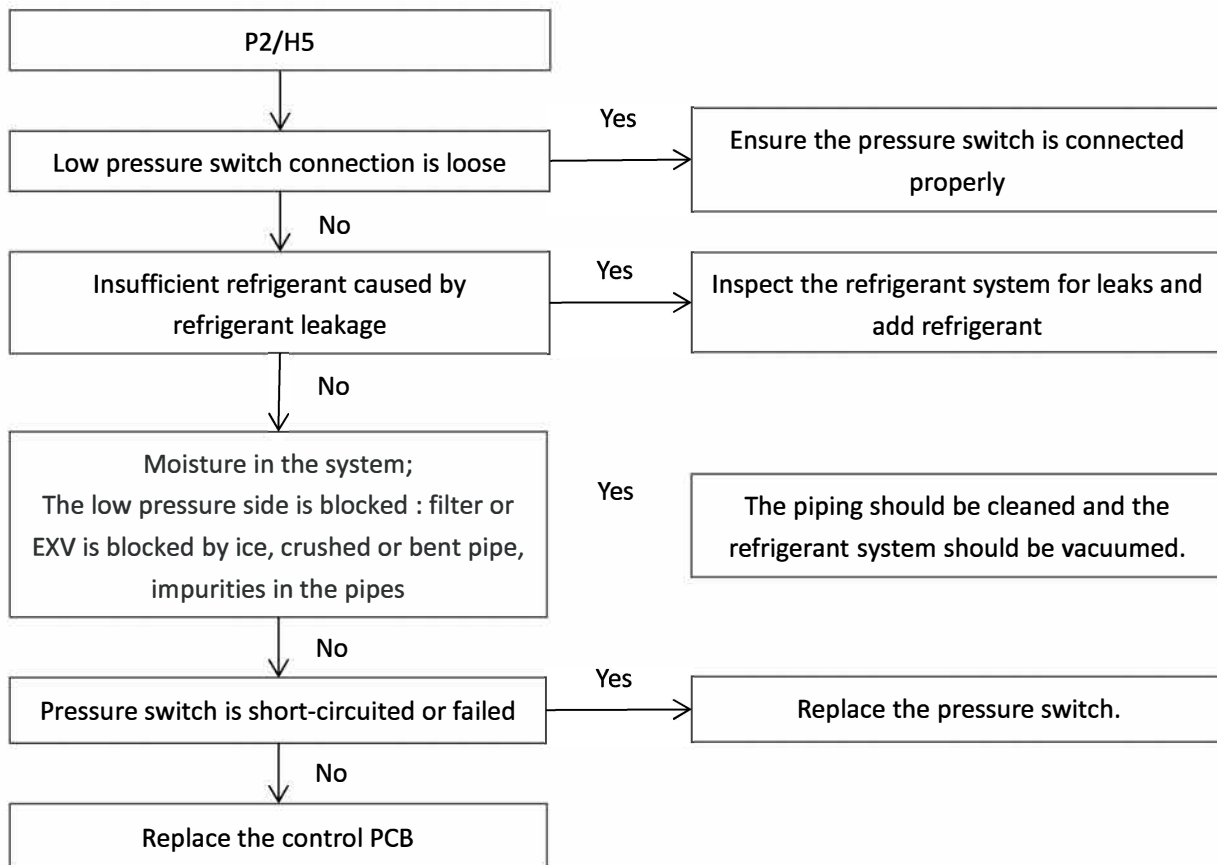 P2/H5
Yes
Low pressure switch connection is loose
Ensure the pressure switch is connected
properly
No
Insufficient refrigerant caused by
refrigerant leakage
Yes
Inspect the refrigerant system for leaks and
add refrigerant
No
Moisture in the system;
The low pressure side is blocked : filter or
EXV is blocked by ice, crushed or bent pipe,
impurities in the pipes
Yes
The piping should be cleaned and the
refrigerant system should be vacuumed.
No
Pressure switch is short-circuited or failed
Yes
Replace the pressure switch.
No
Replace the control PCB